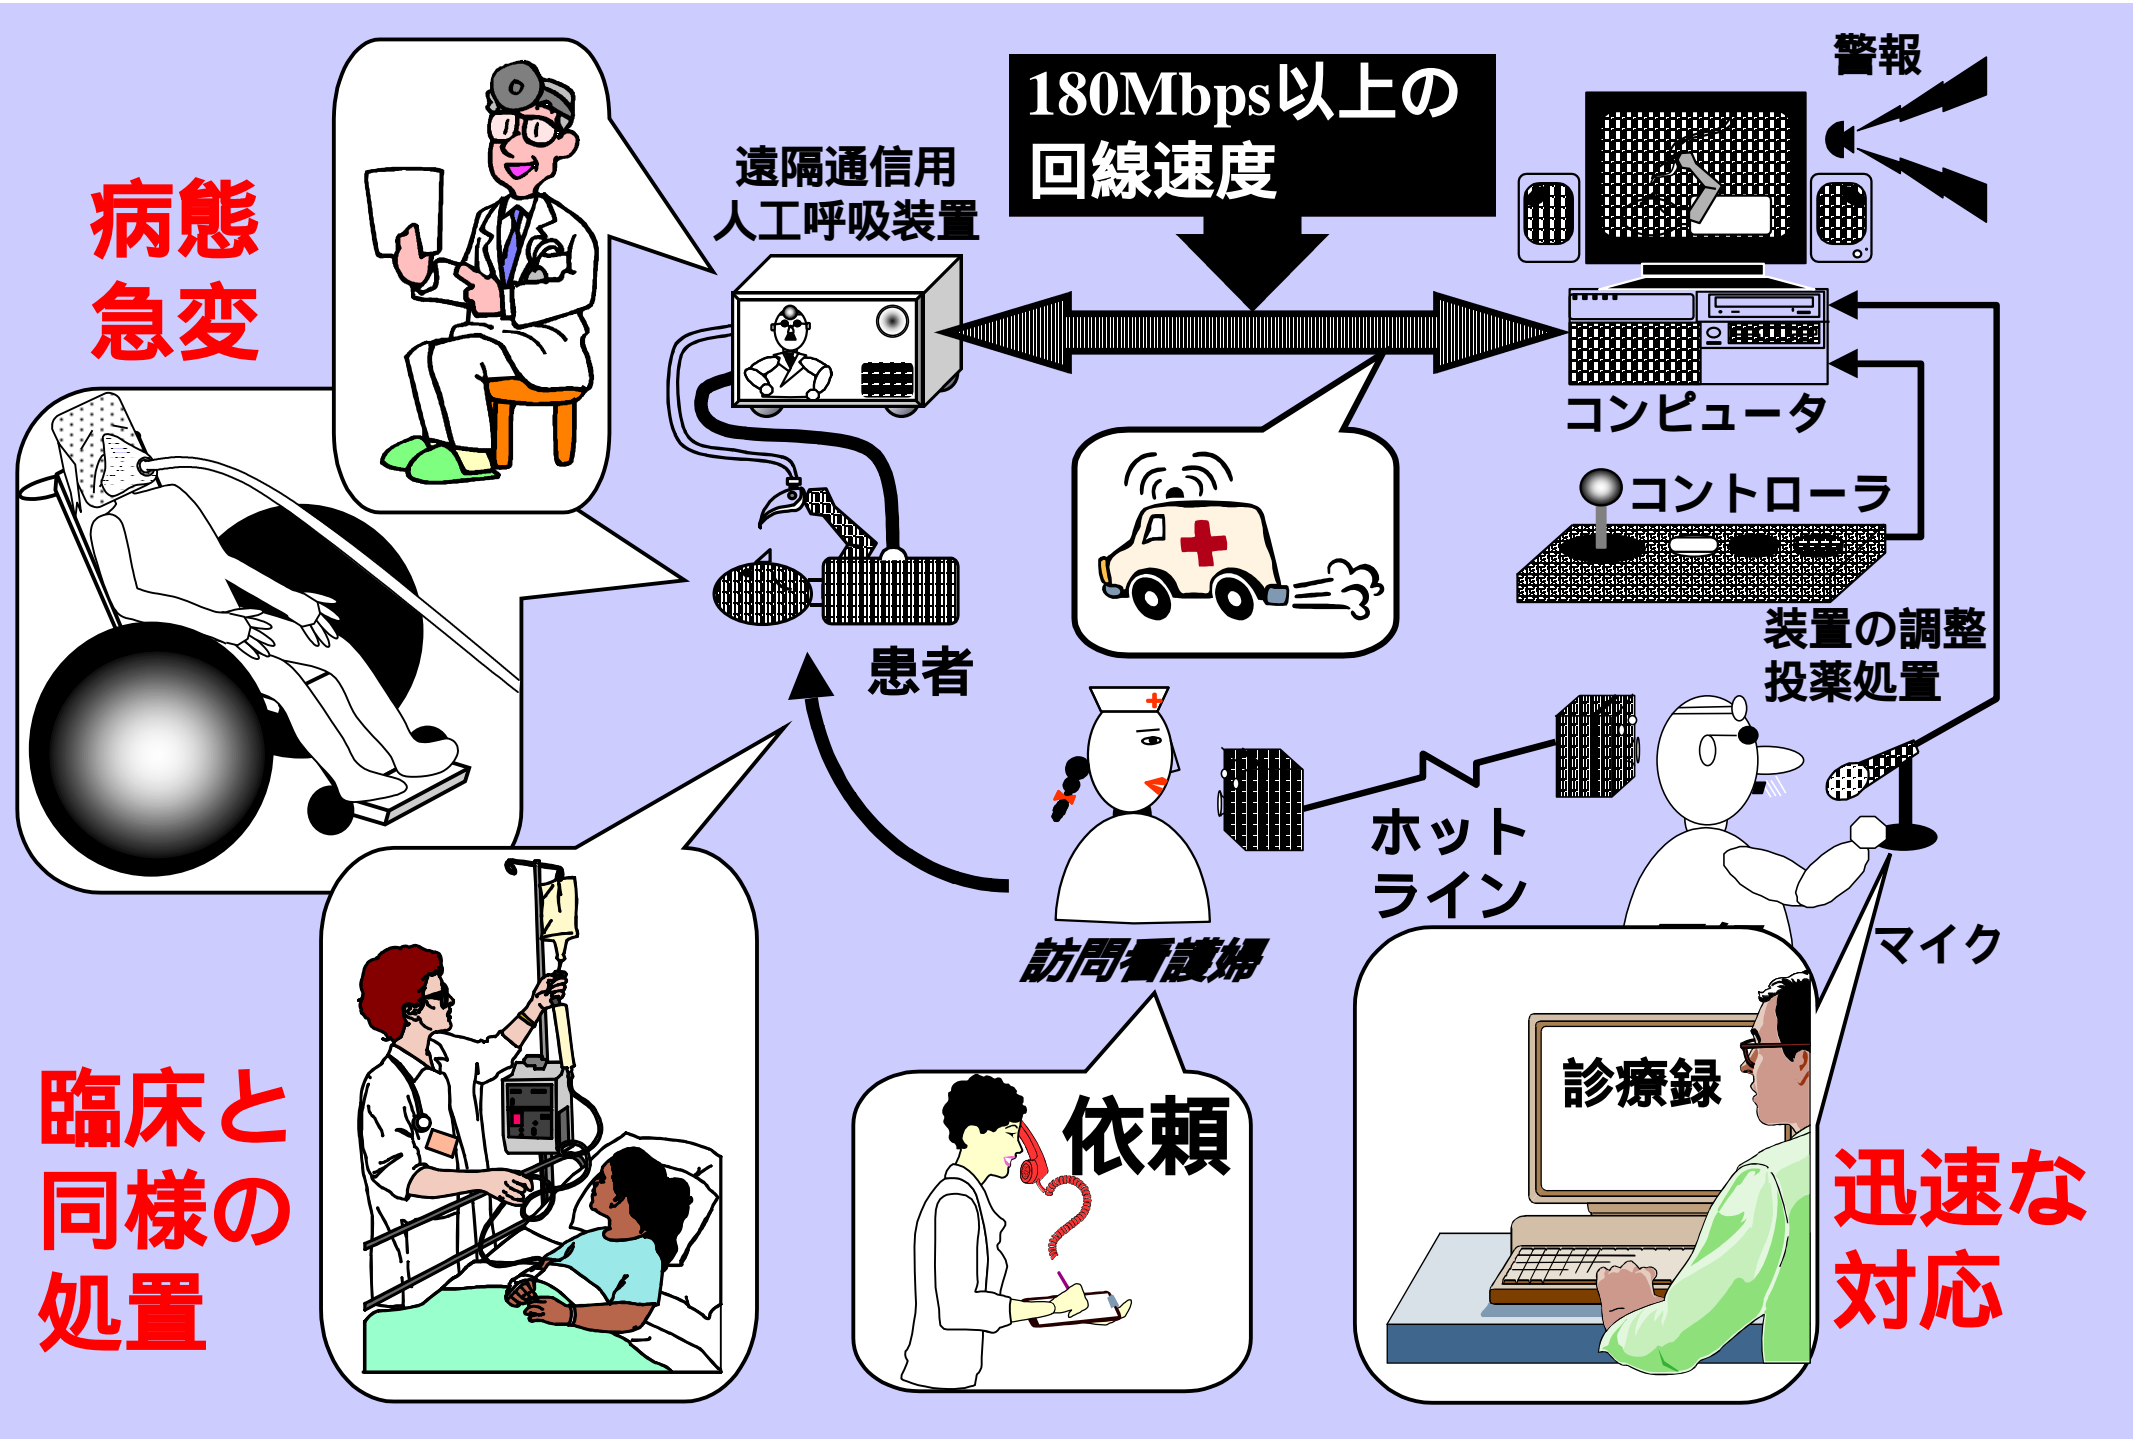 警報
180Mbps以上の
回線速度
遠隔通信用
人工呼吸装置
病態
急変
コンピュータ
コントローラ
装置の調整
投薬処置
患者
ホット
ライン
訪問看護婦
マイク
診療録
依頼
臨床と
同様の
処置
迅速な
対応